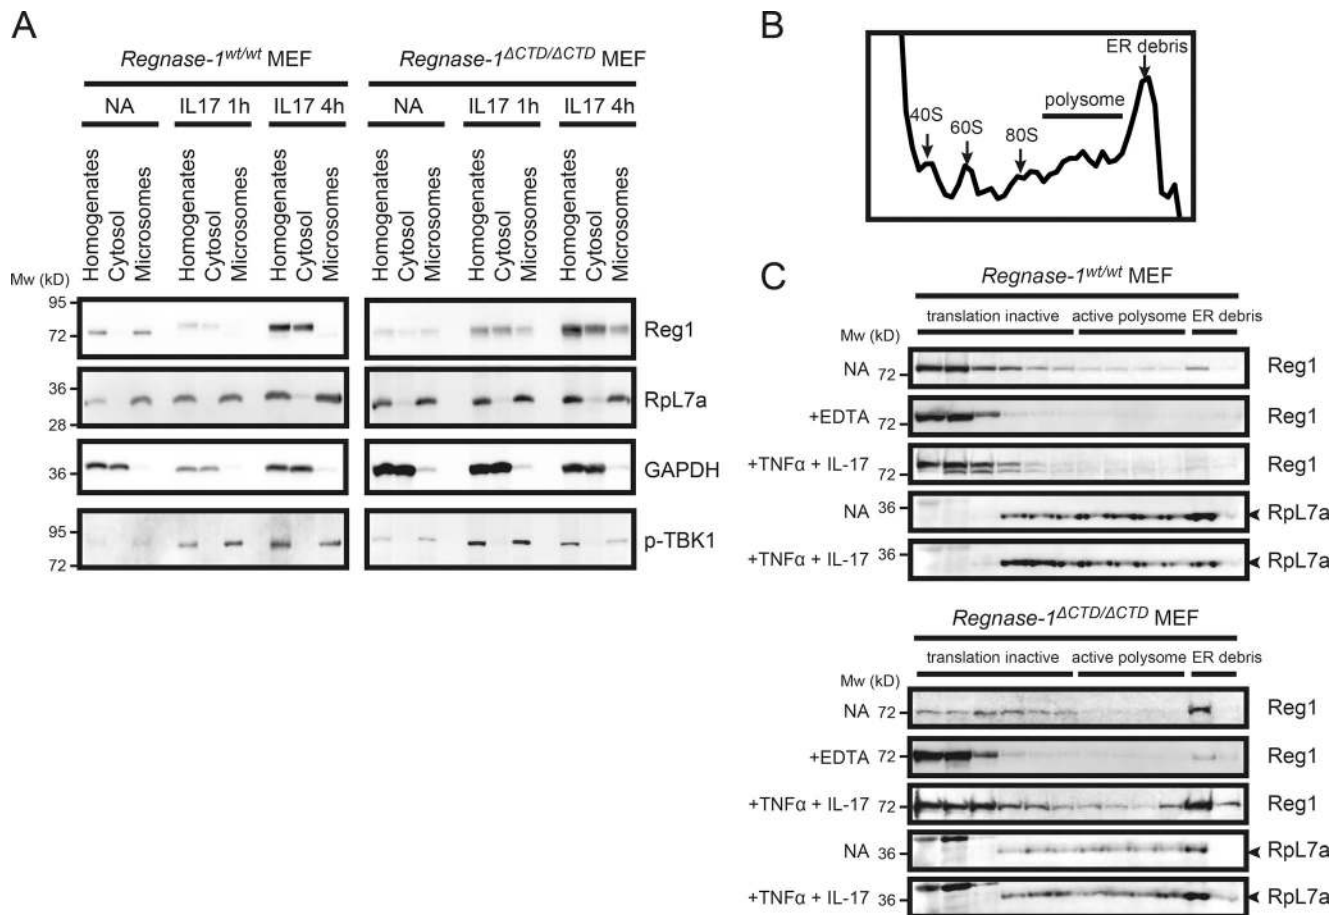 A
Regnase-1wt/wt MEF
Regnase-1ΔCTD/ΔCTD MEF
NA IL17 1h IL17 4h NA IL17 1h IL17 4h
Homogenates Cytosol Microsomes Homogenates Cytosol Microsomes Homogenates Cytosol Microsomes Homogenates Cytosol Microsomes Homogenates Cytosol Microsomes Homogenates Cytosol Microsomes
Mw (kD)
95
72
Reg1
36
28
RpL7a
36
GAPDH
95
72
p-TBK1
B
ER debris
polysome
40S
60S
80S
C
Regnase-1wt/wt MEF
translation inactive active polysome ER debris
Mw (kD)
NA 72 Reg1
+EDTA 72 Reg1
+TNFα + IL-17 72 Reg1
NA 36 RpL7a
+TNFα + IL-17 36 RpL7a
Regnase-1ΔCTD/ΔCTD MEF
translation inactive active polysome ER debris
Mw (kD)
NA 72 Reg1
+EDTA 72 Reg1
+TNFα + IL-17 72 Reg1
NA 36 RpL7a
+TNFα + IL-17 36 RpL7a